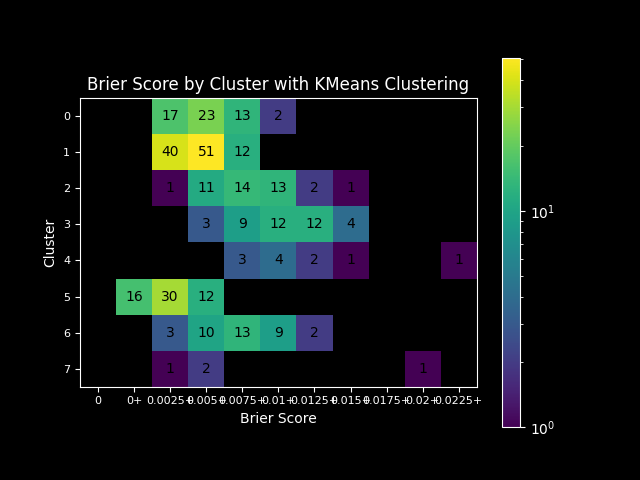 Brier Score by Cluster with KMeans Clustering
0 17 23 13 2
1 40 51 12
2 1 11 14 13 2 1
3 3 9 12 12 4
4 3 4 2 1 1
5 16 30 12
6 3 10 13 9 2
7 1 2 1
0 0+ 0.0025+ 0.005+ 0.0075+ 0.01+ 0.0125+ 0.015+ 0.0175+ 0.02+ 0.0225+
Brier Score
Cluster
10¹
10⁰